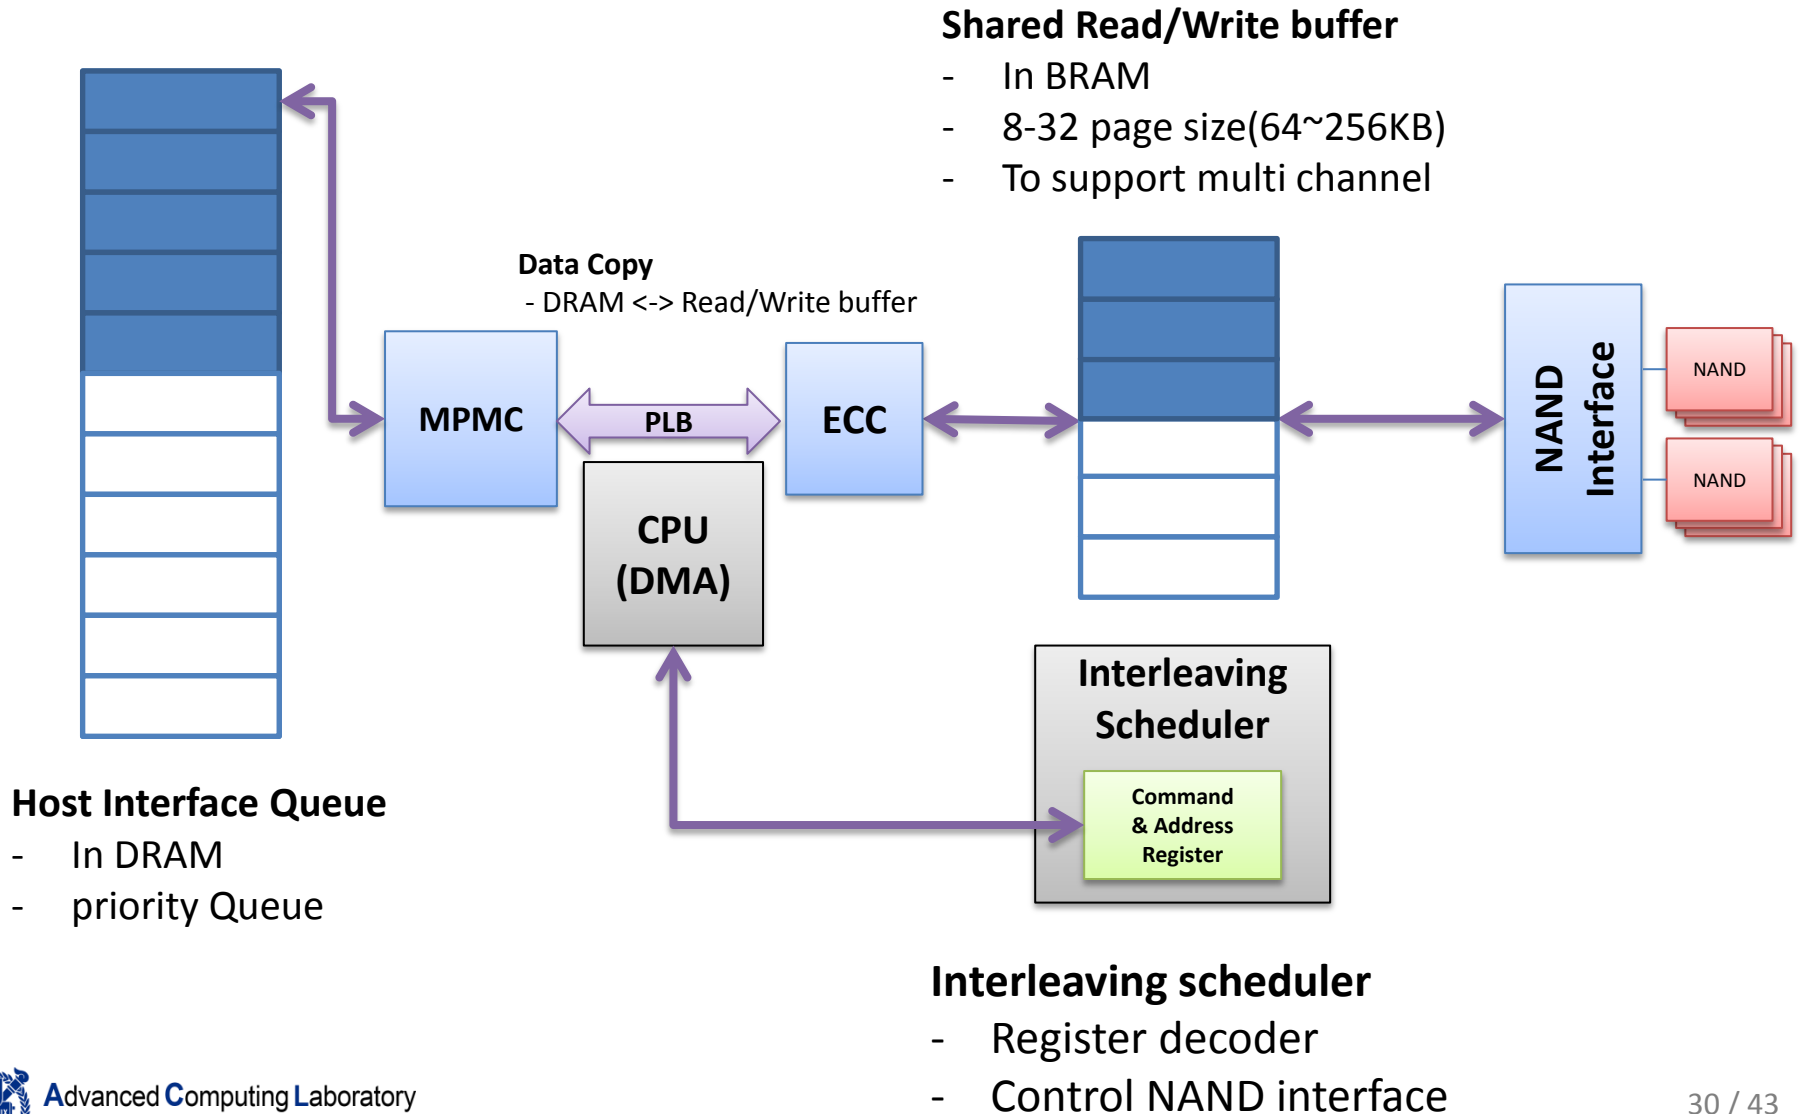 Shared Read/Write buffer
- In BRAM
- 8-32 page size(64~256KB)
- To support multi channel
Data Copy
- DRAM <-> Read/Write buffer
MPMC
PLB
ECC
CPU
(DMA)
NAND
Interface
NAND
NAND
Interleaving
Scheduler
Command
& Address
Register
Host Interface Queue
- In DRAM
- priority Queue
Interleaving scheduler
- Register decoder
- Control NAND interface
Advanced Computing Laboratory
30 / 43